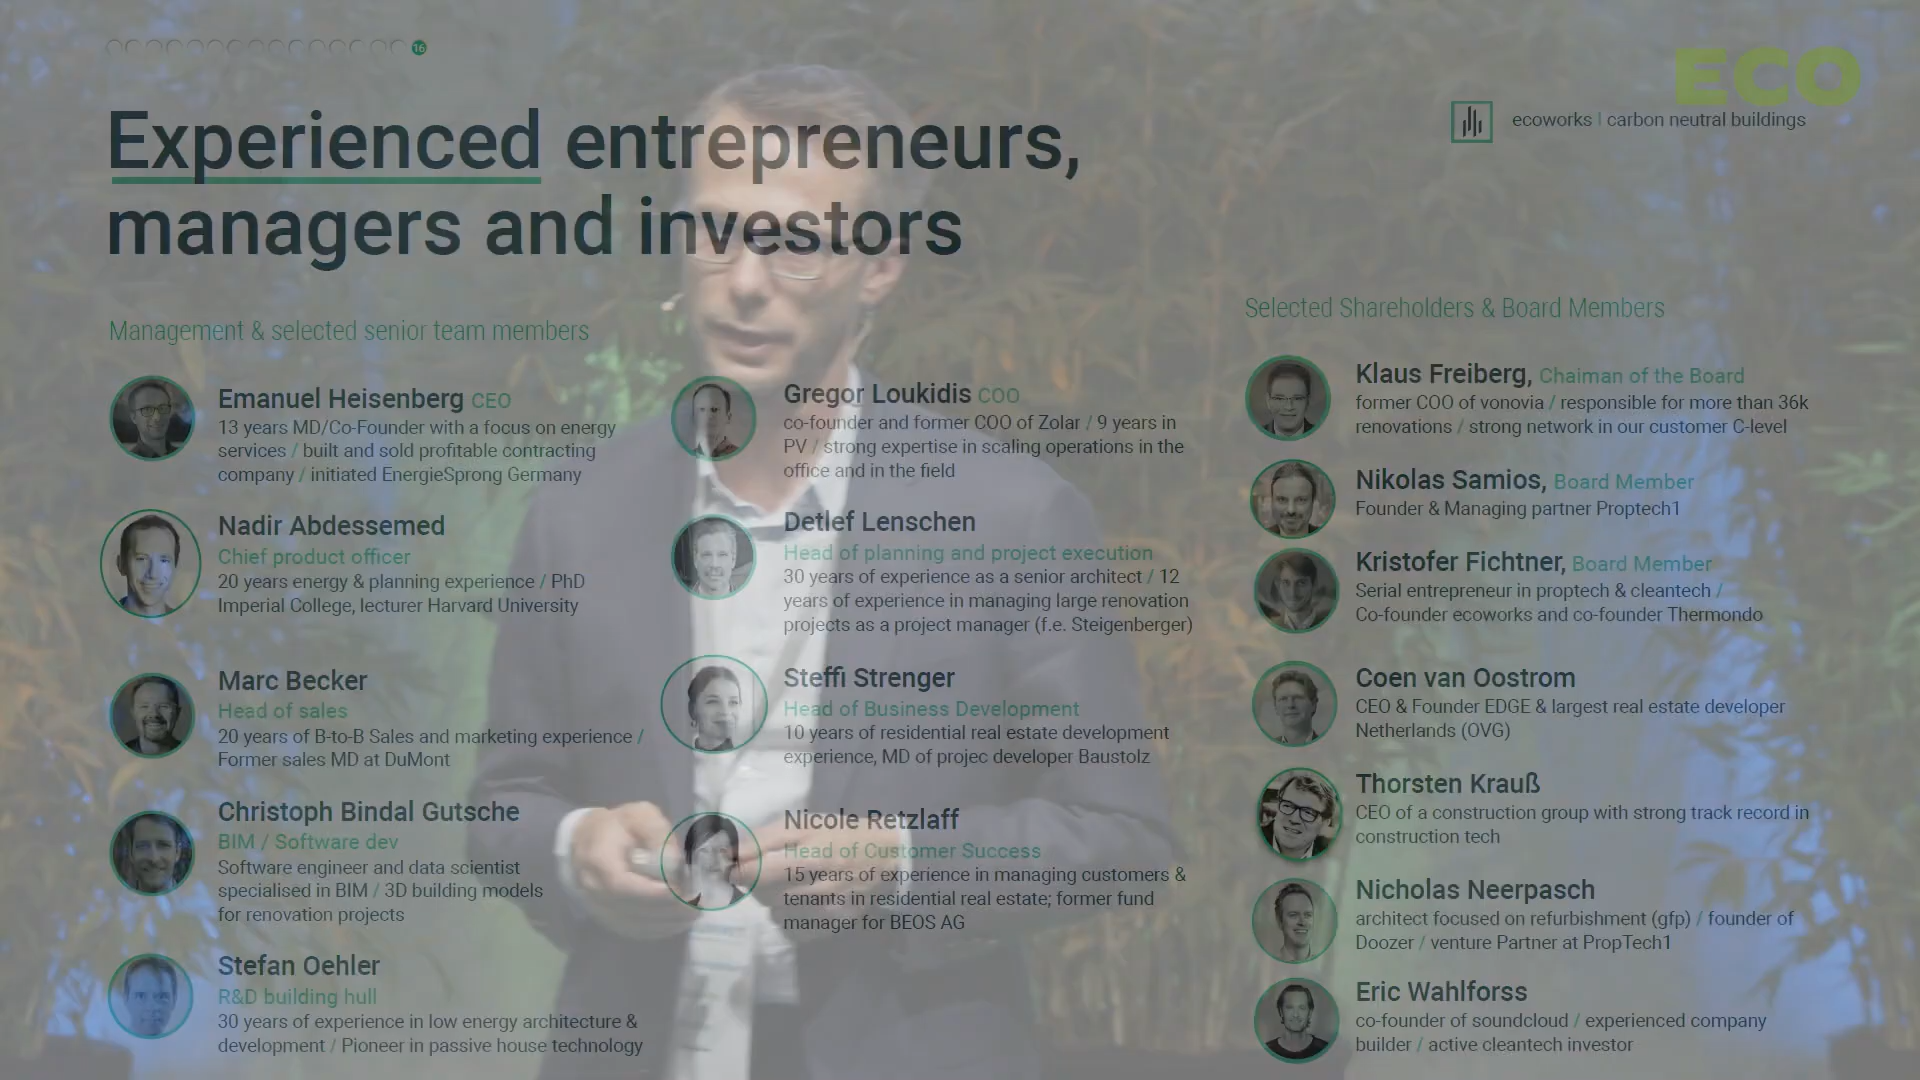 16
ECO
ecoworks | carbon neutral buildings
Experienced entrepreneurs,
managers and investors
Management & selected senior team members
Emanuel Heisenberg CEO
13 years MD/Co-Founder with a focus on energy
services / built and sold profitable contracting
company / initiated EnergieSprong Germany
Nadir Abdessemed
Chief product officer
20 years energy & planning experience / PhD
Imperial College, lecturer Harvard University
Marc Becker
Head of sales
20 years of B-to-B Sales and marketing experience /
Former sales MD at DuMont
Christoph Bindal Gutsche
BIM / Software dev
Software engineer and data scientist
specialised in BIM / 3D building models
for renovation projects
Stefan Oehler
R&D building hull
30 years of experience in low energy architecture &
development / Pioneer in passive house technology
Gregor Loukidis COO
co-founder and former COO of Zolar / 9 years in
PV / strong expertise in scaling operations in the
office and in the field
Detlef Lenschen
Head of planning and project execution
30 years of experience as a senior architect / 12
years of experience in managing large renovation
projects as a project manager (f.e. Steigenberger)
Steffi Strenger
Head of Business Development
10 years of residential real estate development
experience, MD of projec developer Baustolz
Nicole Retzlaff
Head of Customer Success
15 years of experience in managing customers &
tenants in residential real estate; former fund
manager for BEOS AG
Selected Shareholders & Board Members
Klaus Freiberg, Chaiman of the Board
former COO of vonovia / responsible for more than 36k
renovations / strong network in our customer C-level
Nikolas Samios, Board Member
Founder & Managing partner Proptech1
Kristofer Fichtner, Board Member
Serial entrepreneur in proptech & cleantech /
Co-founder ecoworks and co-founder Thermondo
Coen van Oostrom
CEO & Founder EDGE & largest real estate developer
Netherlands (OVG)
Thorsten Krauß
CEO of a construction group with strong track record in
construction tech
Nicholas Neerpasch
architect focused on refurbishment (gfp) / founder of
Doozer / venture Partner at PropTech1
Eric Wahlforss
co-founder of soundcloud / experienced company
builder / active cleantech investor